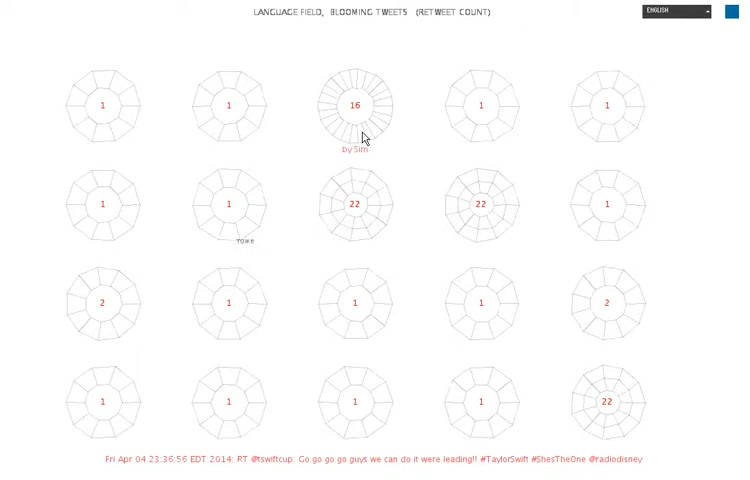 LANGUAGE FIELD, BLOOMING TWEETS (RETWEET COUNT)
ENGLISH
1 1 16 1 1
by Sim
1 1 22 22 1
2 1 1 1 2
1 1 1 1 22
Fri Apr 04 23:36:56 EDT 2014: RT @tswiftcup: Go go go go guys we can do it were leading!! #TaylorSwift #ShesTheOne @radiodisney